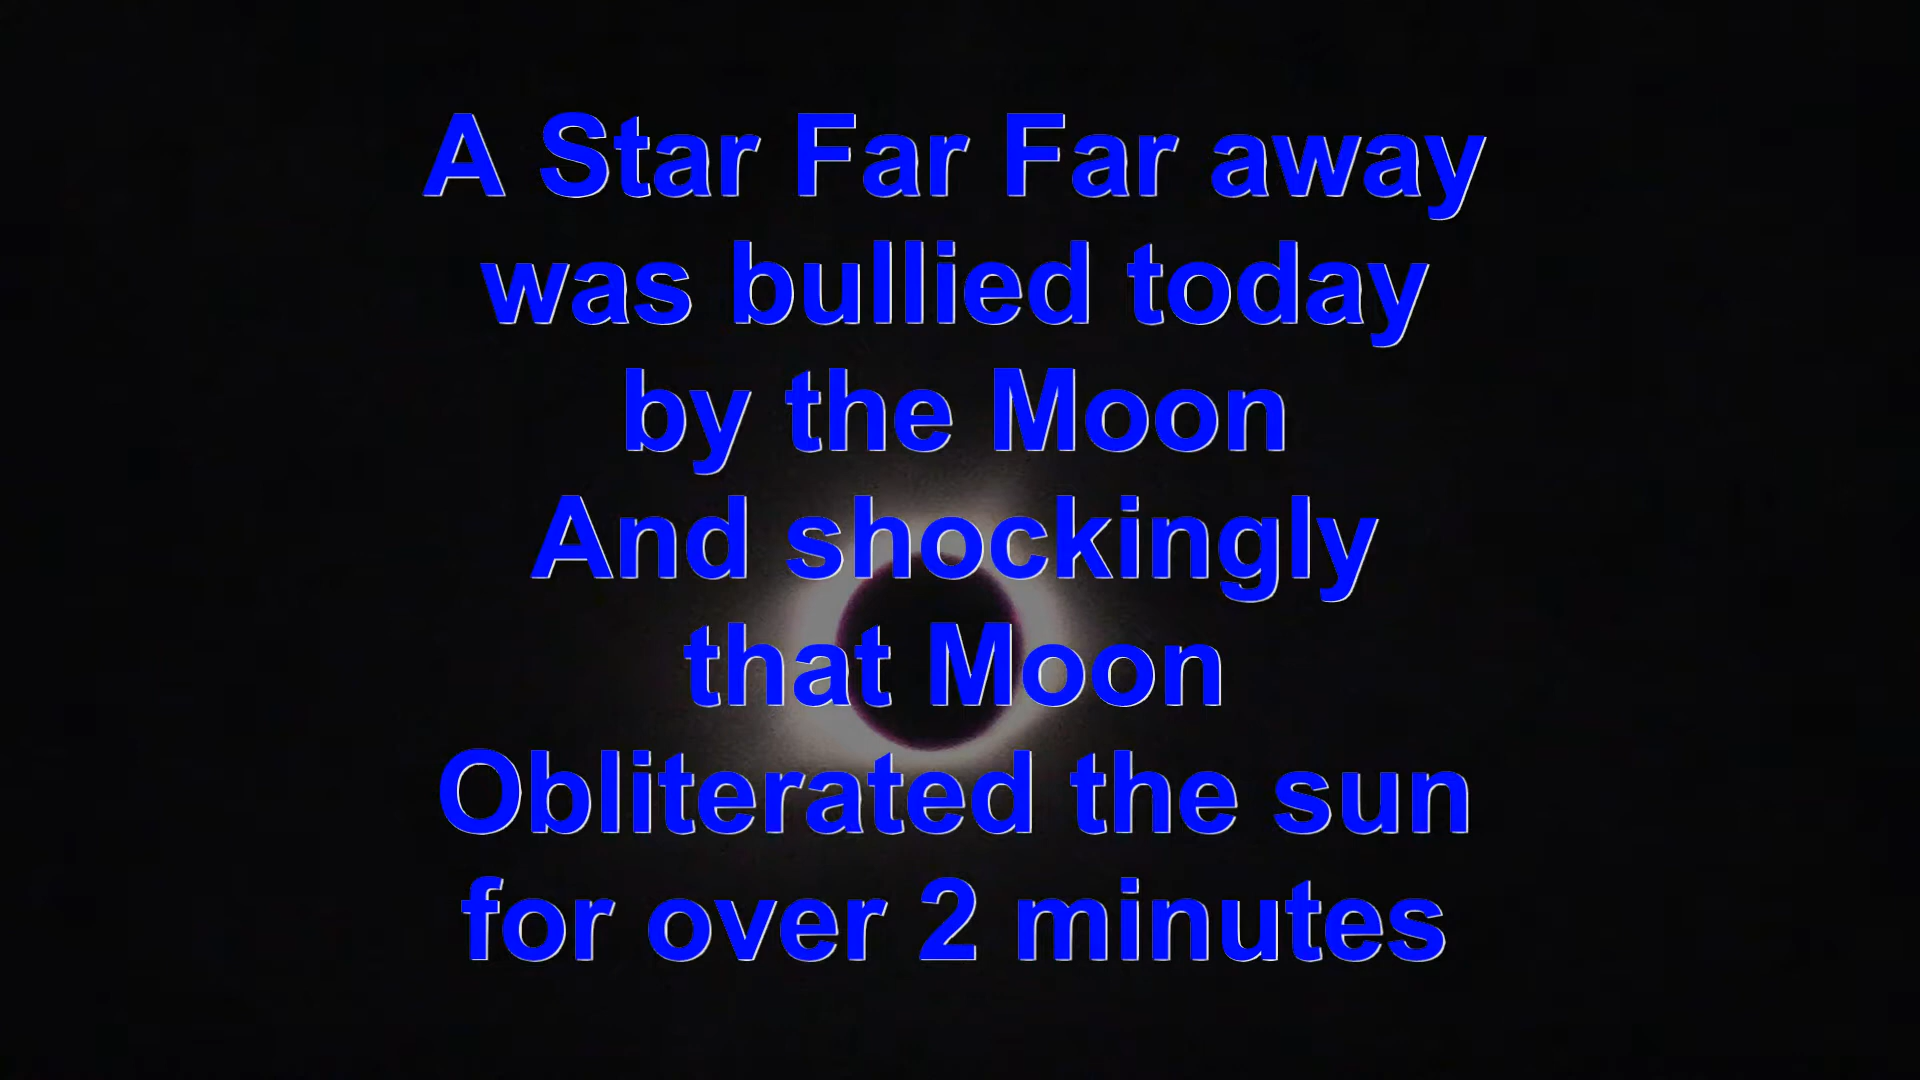 A Star Far Far away
was bullied today
by the Moon
And shockingly
that Moon
Obliterated the sun
for over 2 minutes